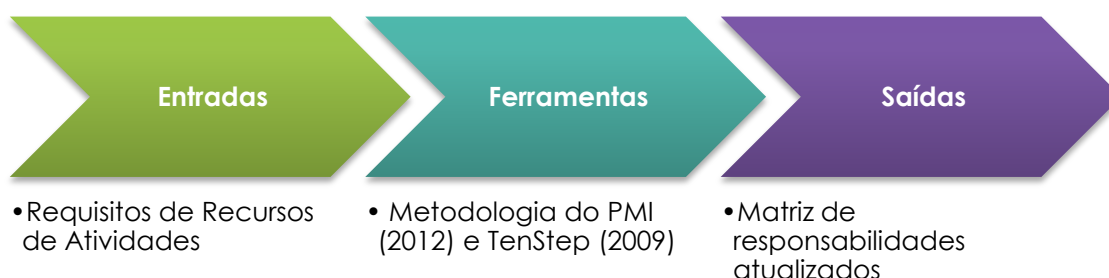 Entradas
Ferramentas
Saídas
•Requisitos de Recursos
de Atividades
• Metodologia do PMI
(2012) e TenStep (2009)
•Matriz de
responsabilidades
atualizados